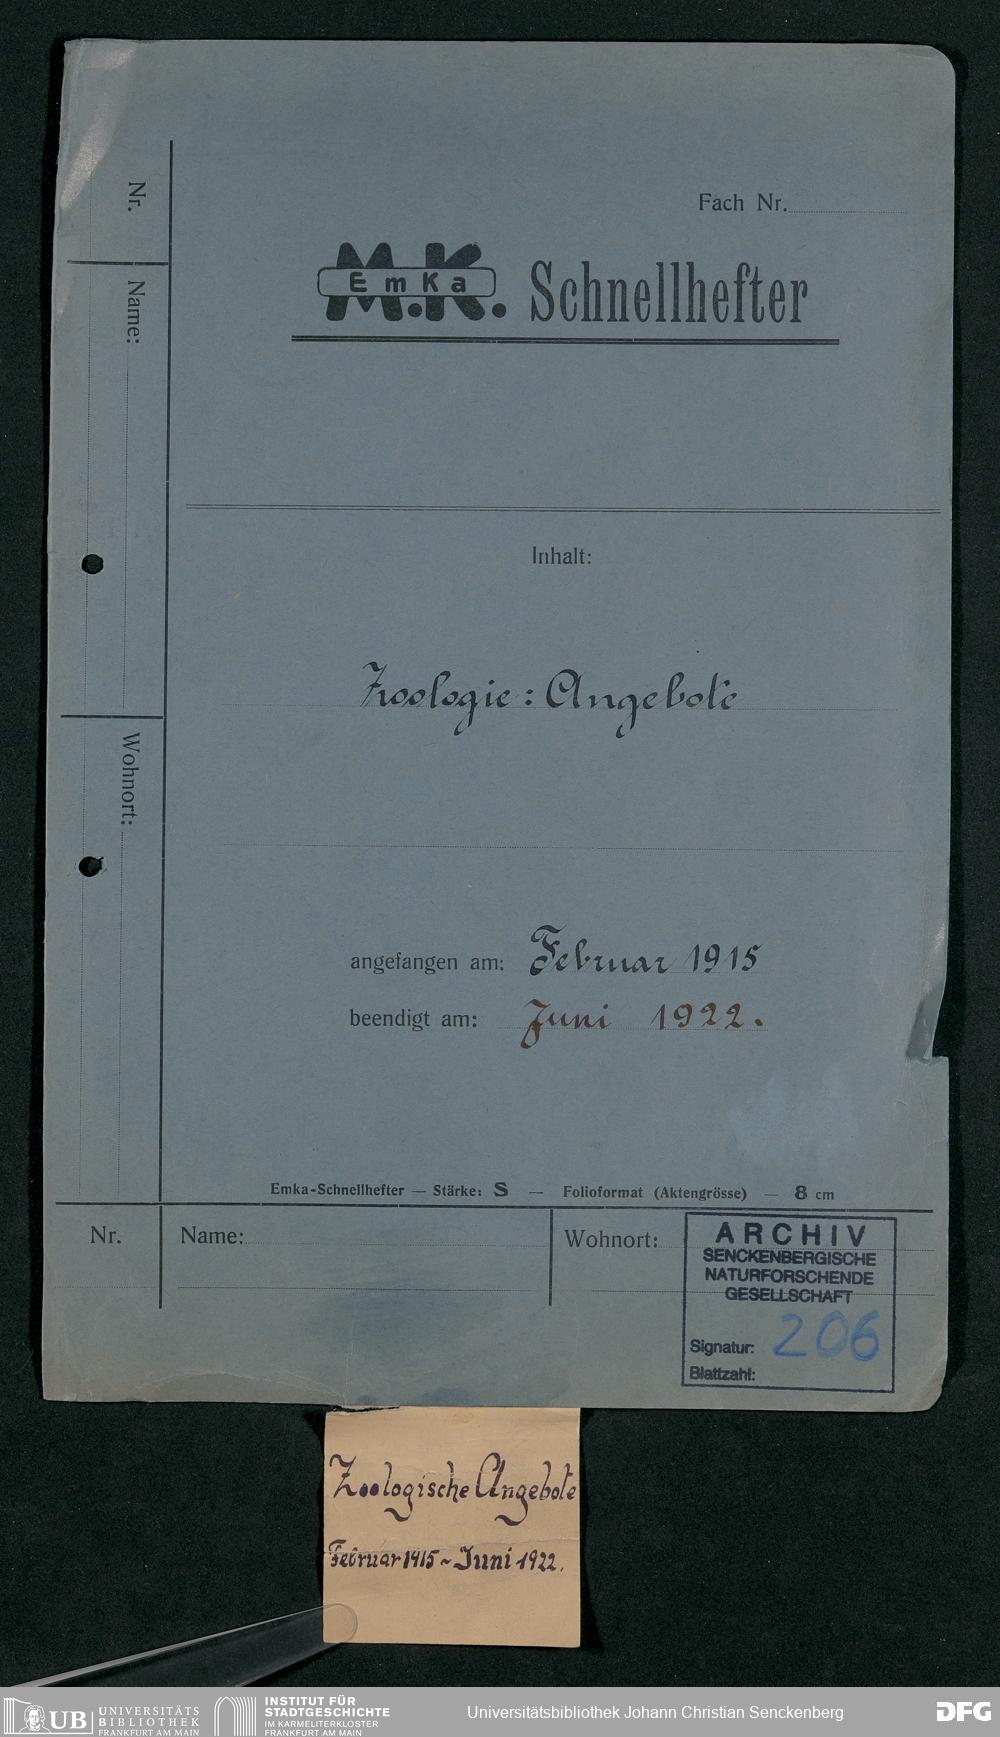 Nr.
Name:
Wohnort:
Fach Nr.
M.K.
EmKa
Schnellhefter
Inhalt:
Zoologie: Angebote
angefangen am: Februar 1915
beendigt am: Juni 1922.
Emka-Schnellhefter — Stärke: S — Folioformat (Aktengrösse) — 8 cm
Nr.
Name:
Wohnort:
ARCHIV
SENCKENBERGISCHE
NATURFORSCHENDE
GESELLSCHAFT
Signatur: 206
Blattzahl:
Zoologische Angebote
Februar 1915 ~ Juni 1922.
UB
UNIVERSITÄTS
BIBLIOTHEK
FRANKFURT AM MAIN
INSTITUT FÜR
STADTGESCHICHTE
IM KARMELITERKLOSTER
FRANKFURT AM MAIN
Universitätsbibliothek Johann Christian Senckenberg
DFG